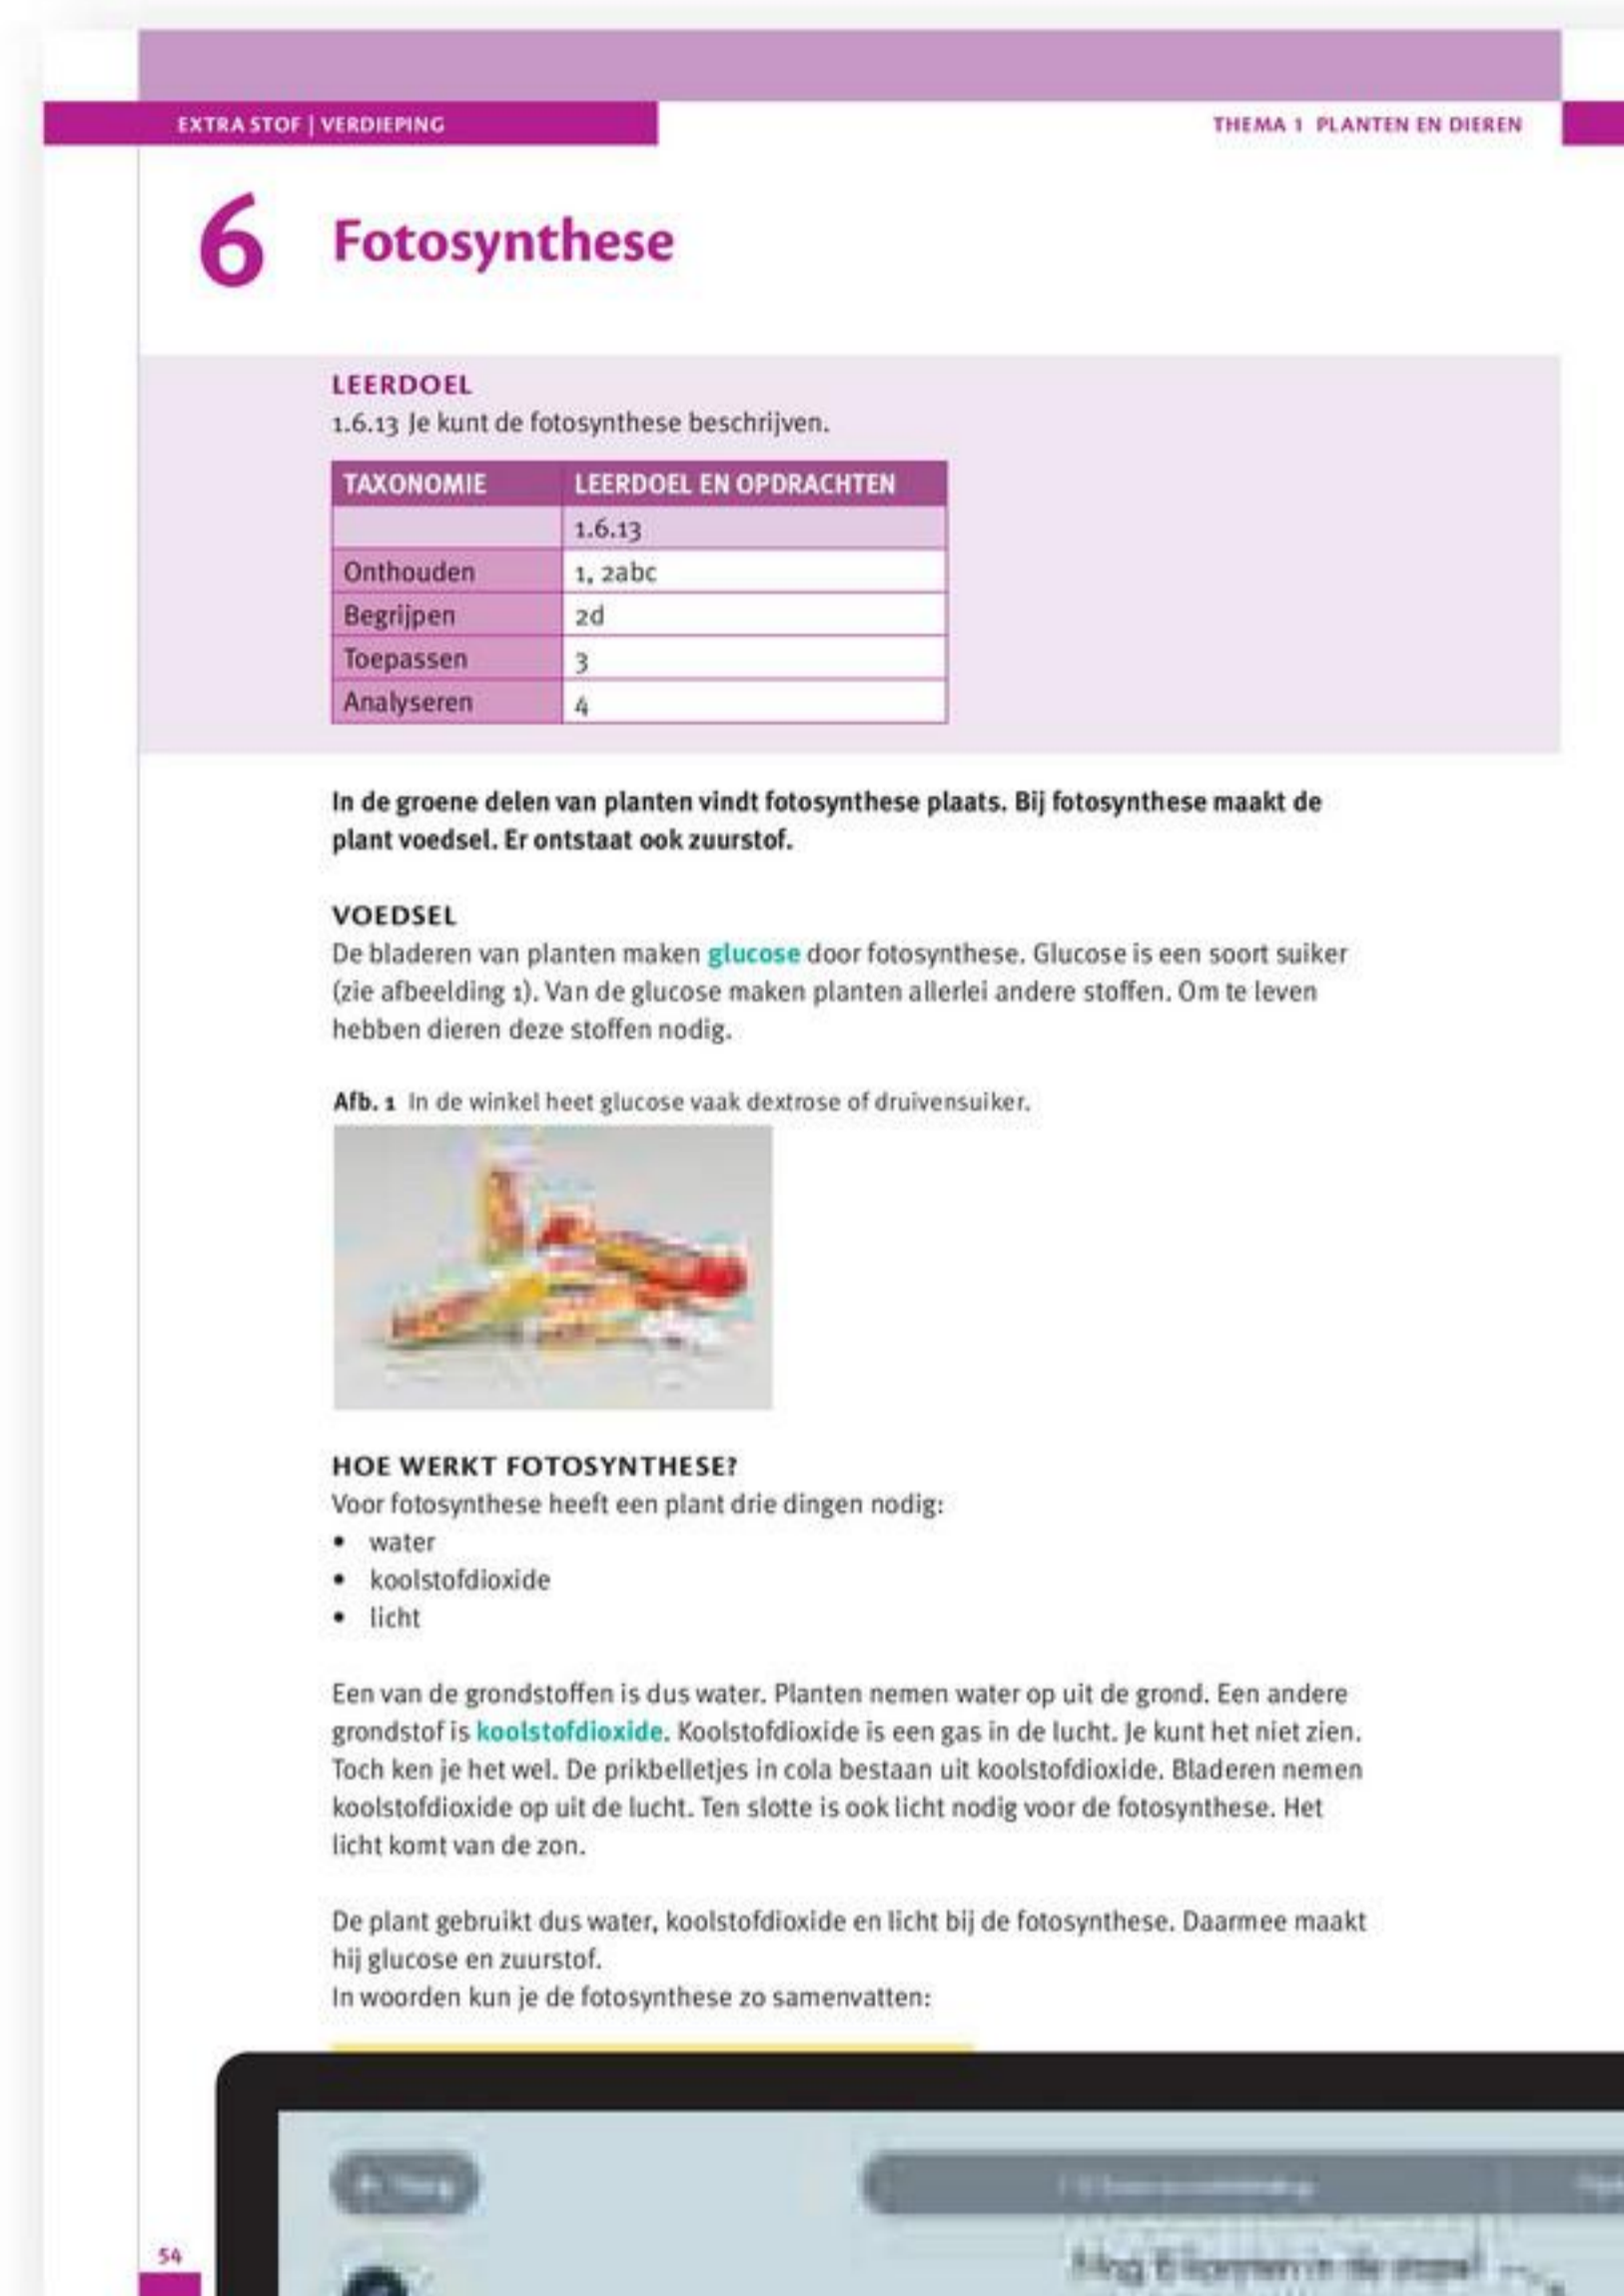 EXTRA STOF | VERDIEPING
THEMA 1 PLANTEN EN DIEREN
6 Fotosynthese
LEERDOEL
1.6.13 Je kunt de fotosynthese beschrijven.
TAXONOMIE LEERDOEL EN OPDRACHTEN
1.6.13
Onthouden 1, 2abc
Begrijpen 2d
Toepassen 3
Analyseren 4
In de groene delen van planten vindt fotosynthese plaats. Bij fotosynthese maakt de
plant voedsel. Er ontstaat ook zuurstof.
VOEDSEL
De bladeren van planten maken glucose door fotosynthese. Glucose is een soort suiker
(zie afbeelding 1). Van de glucose maken planten allerlei andere stoffen. Om te leven
hebben dieren deze stoffen nodig.
Afb. 1 In de winkel heet glucose vaak dextrose of druivensuiker.
HOE WERKT FOTOSYNTHESE?
Voor fotosynthese heeft een plant drie dingen nodig:
• water
• koolstofdioxide
• licht
Een van de grondstoffen is dus water. Planten nemen water op uit de grond. Een andere
grondstof is koolstofdioxide. Koolstofdioxide is een gas in de lucht. Je kunt het niet zien.
Toch ken je het wel. De prikbelletjes in cola bestaan uit koolstofdioxide. Bladeren nemen
koolstofdioxide op uit de lucht. Ten slotte is ook licht nodig voor de fotosynthese. Het
licht komt van de zon.
De plant gebruikt dus water, koolstofdioxide en licht bij de fotosynthese. Daarmee maakt
hij glucose en zuurstof.
In woorden kun je de fotosynthese zo samenvatten:
54